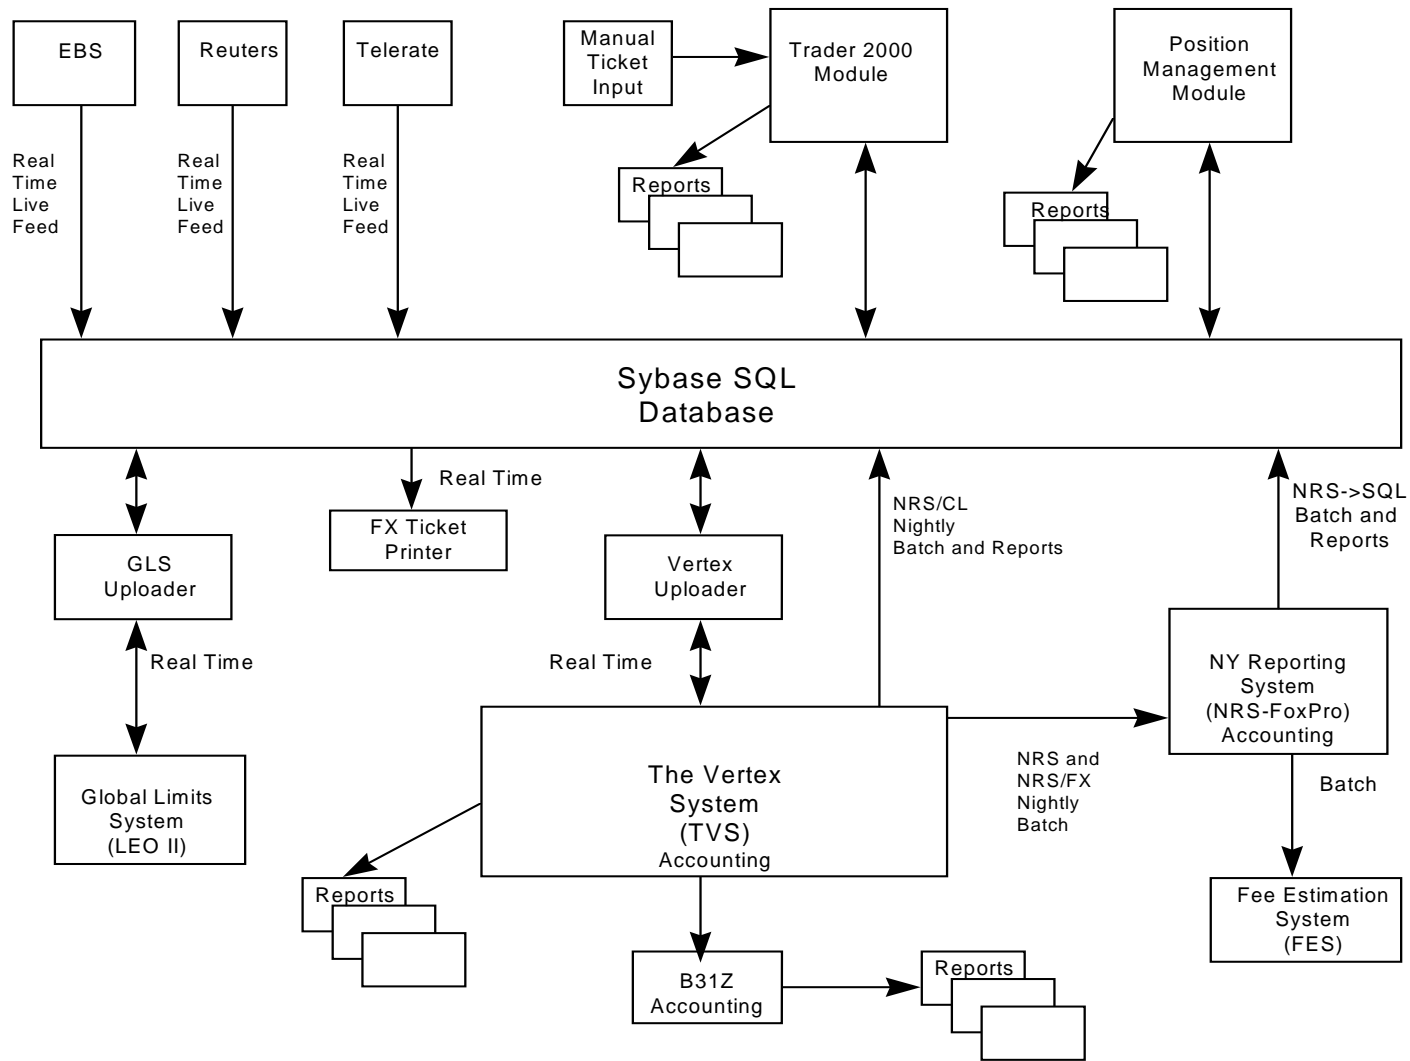 EBS
Reuters
Telerate
Manual
Ticket
Input
Trader 2000
Module
Position
Management
Module
Real
Time
Live
Feed
Real
Time
Live
Feed
Real
Time
Live
Feed
Reports
Reports
Sybase SQL
Database
Real Time
NRS/CL
Nightly
Batch and Reports
NRS->SQL
Batch and
Reports
GLS
Uploader
FX Ticket
Printer
Vertex
Uploader
Real Time
Real Time
NY Reporting
System
(NRS-FoxPro)
Accounting
Global Limits
System
(LEO II)
The Vertex
System
(TVS)
Accounting
NRS and
NRS/FX
Nightly
Batch
Batch
Reports
Fee Estimation
System
(FES)
B31Z
Accounting
Reports